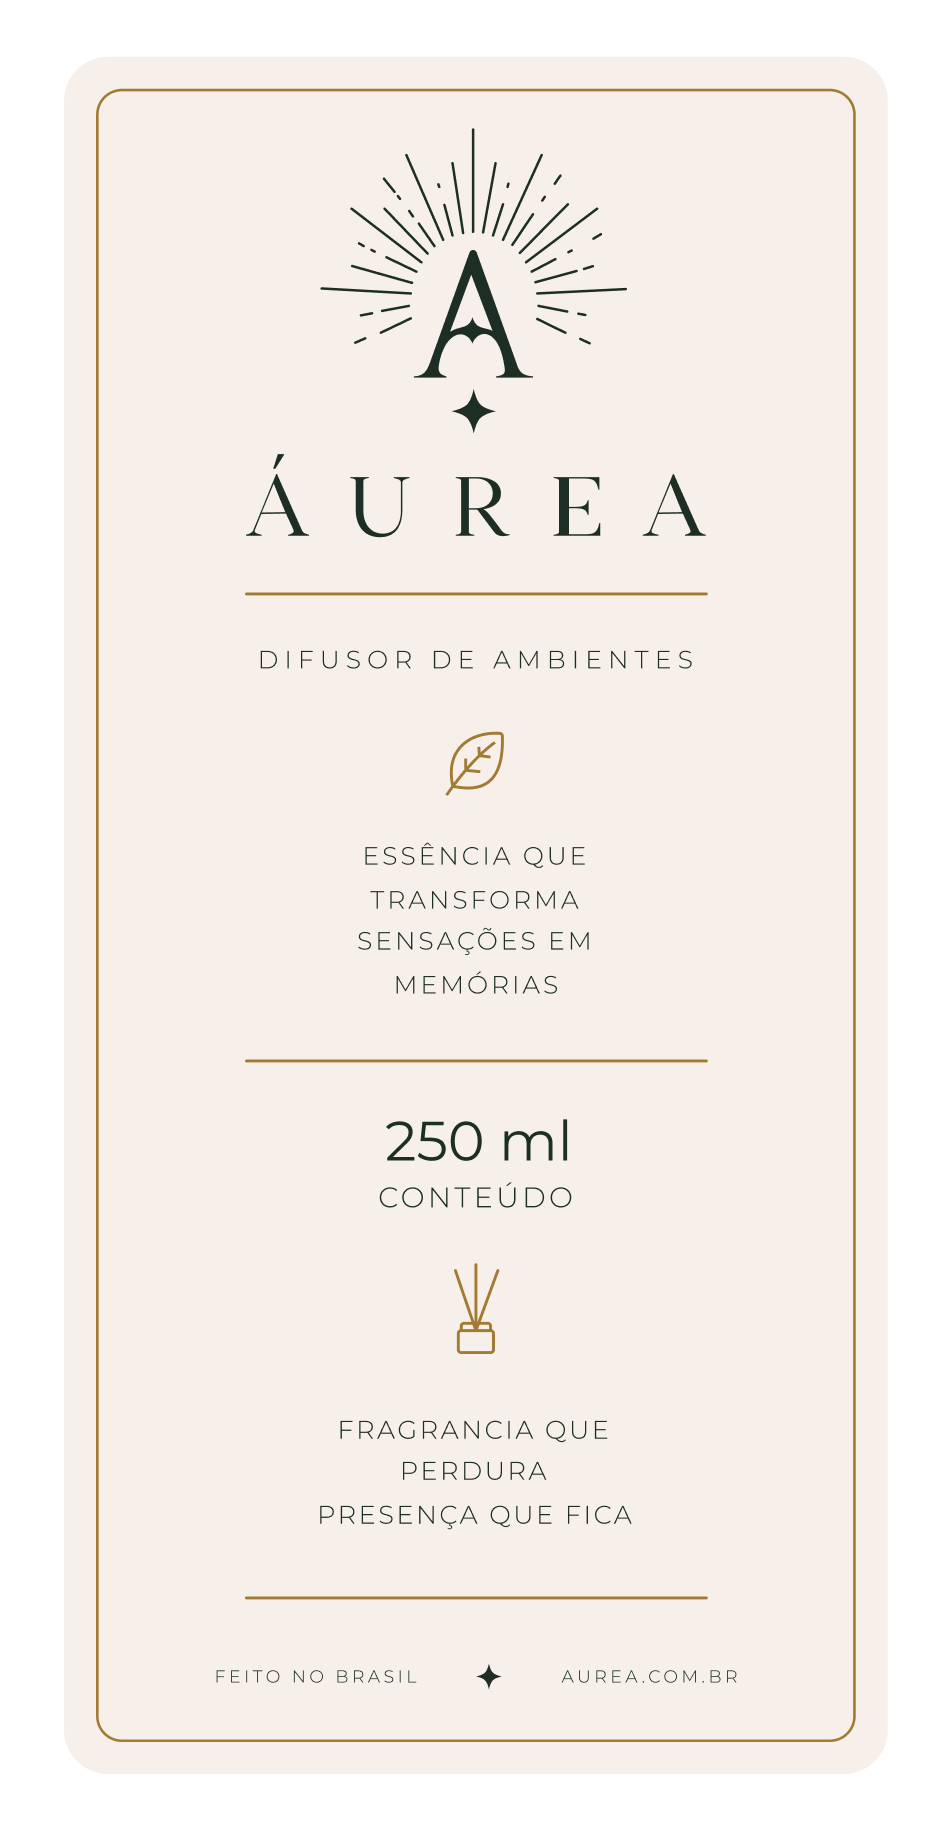 A
ÁUREA
DIFUSOR DE AMBIENTES
ESSÊNCIA QUE
TRANSFORMA
SENSAÇÕES EM
MEMÓRIAS
250 ml
CONTEÚDO
FRAGRANCIA QUE
PERDURA
PRESENÇA QUE FICA
FEITO NO BRASIL AUREA.COM.BR